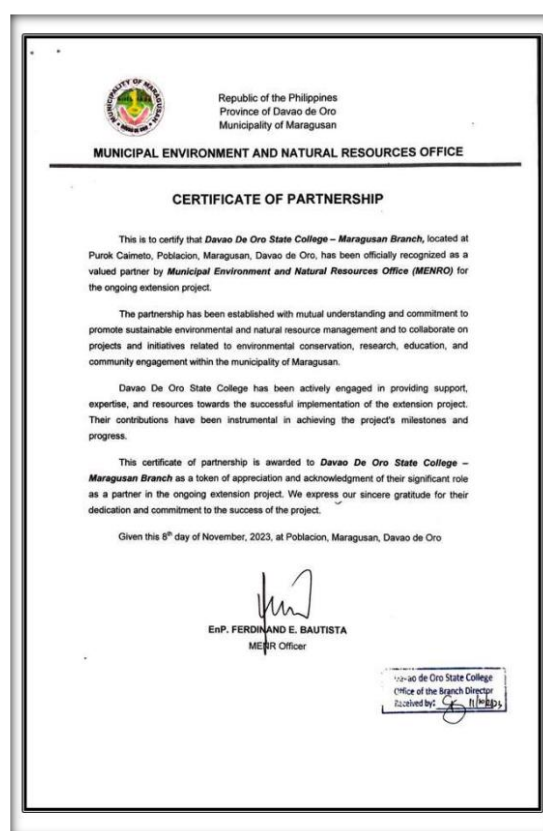 MUNICIPALITY OF MARAGUSAN
Republic of the Philippines
Province of Davao de Oro
Municipality of Maragusan
MUNICIPAL ENVIRONMENT AND NATURAL RESOURCES OFFICE
CERTIFICATE OF PARTNERSHIP
This is to certify that Davao De Oro State College – Maragusan Branch, located at
Purok Caimeto, Poblacion, Maragusan, Davao de Oro, has been officially recognized as a
valued partner by Municipal Environment and Natural Resources Office (MENRO) for
the ongoing extension project.
The partnership has been established with mutual understanding and commitment to
promote sustainable environmental and natural resource management and to collaborate on
projects and initiatives related to environmental conservation, research, education, and
community engagement within the municipality of Maragusan.
Davao De Oro State College has been actively engaged in providing support,
expertise, and resources towards the successful implementation of the extension project.
Their contributions have been instrumental in achieving the project's milestones and
progress.
This certificate of partnership is awarded to Davao De Oro State College –
Maragusan Branch as a token of appreciation and acknowledgment of their significant role
as a partner in the ongoing extension project. We express our sincere gratitude for their
dedication and commitment to the success of the project.
Given this 8th day of November, 2023, at Poblacion, Maragusan, Davao de Oro
EnP. FERDINAND E. BAUTISTA
MENR Officer
Davao de Oro State College
Office of the Branch Director
Received by: